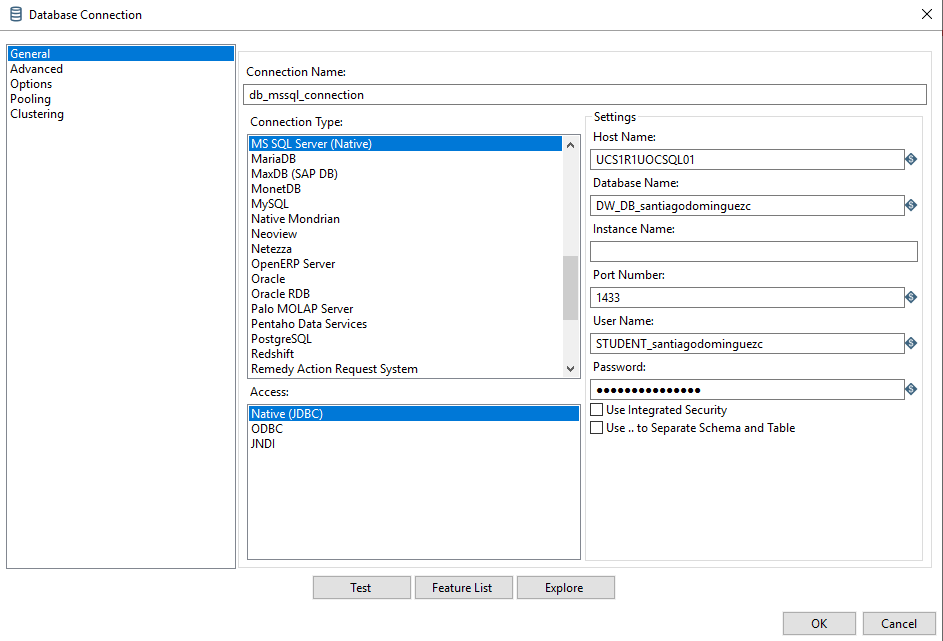 Database Connection
General
Advanced
Options
Pooling
Clustering
Connection Name:
db_mssql_connection
Connection Type:
MS SQL Server (Native)
MariaDB
MaxDB (SAP DB)
MonetDB
MySQL
Native Mondrian
Neoview
Netezza
OpenERP Server
Oracle
Oracle RDB
Palo MOLAP Server
Pentaho Data Services
PostgreSQL
Redshift
Remedy Action Request System
Access:
Native (JDBC)
ODBC
JNDI
Settings
Host Name:
UCS1R1UOCSQL01
Database Name:
DW_DB_santiagodominguezc
Instance Name:
Port Number:
1433
User Name:
STUDENT_santiagodominguezc
Password:
●●●●●●●●●●●●●●●
Use Integrated Security
Use .. to Separate Schema and Table
Test
Feature List
Explore
OK
Cancel